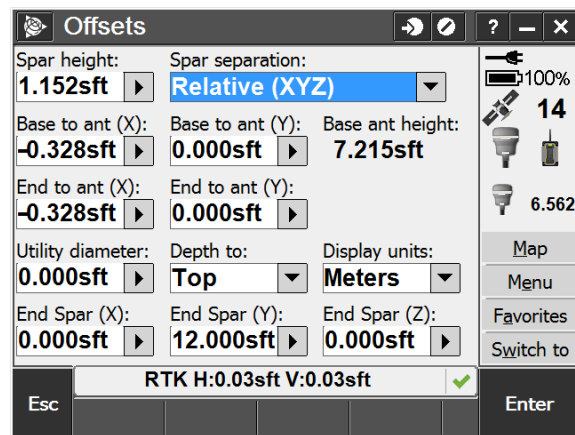 Offsets
? – ×
Spar height: Spar separation:
1.152sft Relative (XYZ)
100%
14
Base to ant (X): Base to ant (Y): Base ant height:
-0.328sft 0.000sft 7.215sft
End to ant (X): End to ant (Y):
-0.328sft 0.000sft
6.562
Utility diameter: Depth to: Display units:
0.000sft Top Meters
Map
Menu
End Spar (X): End Spar (Y): End Spar (Z):
0.000sft 12.000sft 0.000sft
Favorites
Switch to
RTK H:0.03sft V:0.03sft
Esc Enter